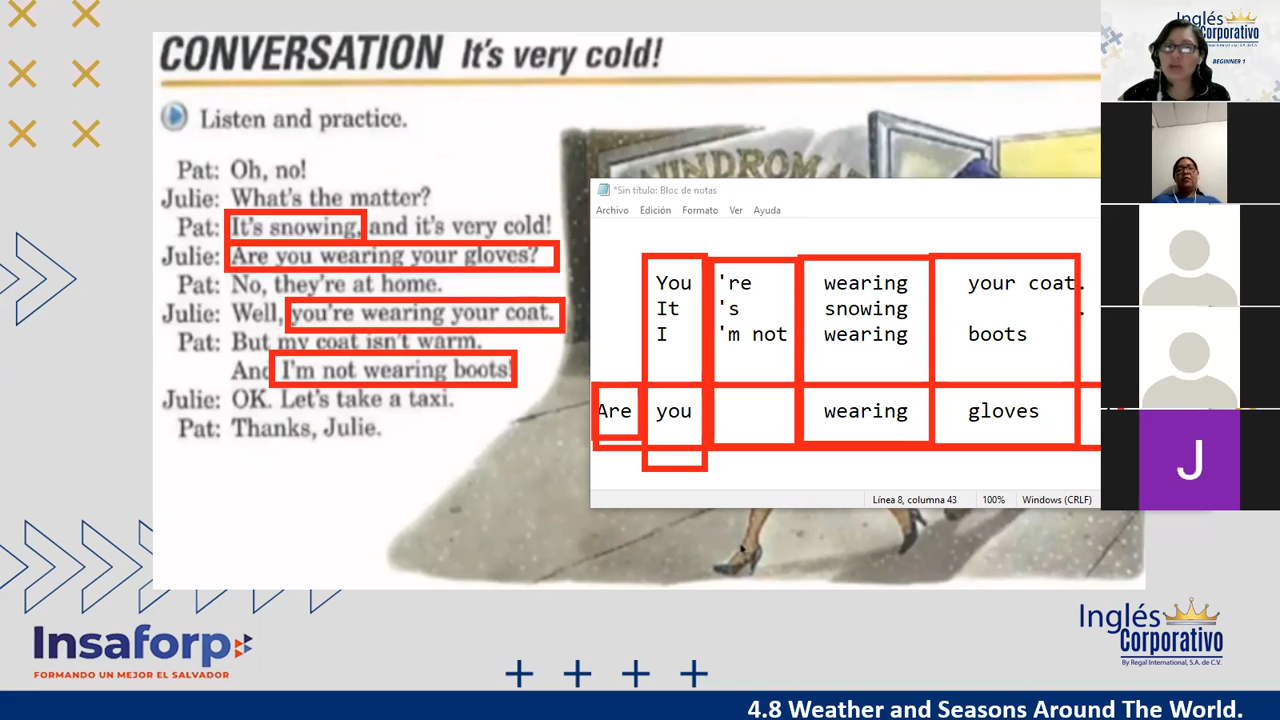 CONVERSATION It's very cold!
Listen and practice.
Pat: Oh, no!
Julie: What's the matter?
Pat: It's snowing, and it's very cold!
Julie: Are you wearing your gloves?
Pat: No, they're at home.
Julie: Well, you're wearing your coat.
Pat: But my coat isn't warm.
And I'm not wearing boots!
Julie: OK. Let's take a taxi.
Pat: Thanks, Julie.
*Sin título: Bloc de notas
Archivo Edición Formato Ver Ayuda
You 're wearing your coat.
It 's snowing .
I 'm not wearing boots
Are you wearing gloves
Línea 8, columna 43 100% Windows (CRLF)
Inglés
Corporativo
BEGINNER 1
J
Insaforp
FORMANDO UN MEJOR EL SALVADOR
Inglés
Corporativo
By Regal International, S.A. de C.V.
4.8 Weather and Seasons Around The World.